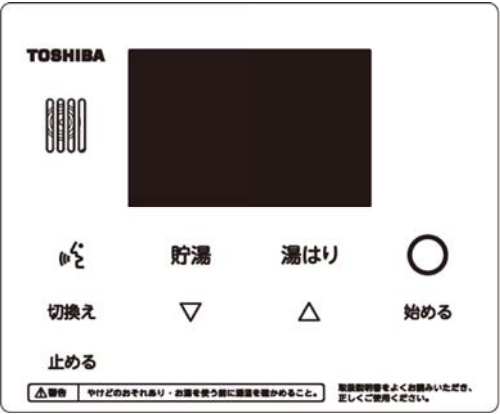 TOSHIBA
貯湯
湯はり
切換え
▽
△
始める
止める
⚠警告 やけどのおそれあり・お湯を使う前に湯温を確かめること。
取扱説明書をよくお読みいただき、
正しくご使用ください。